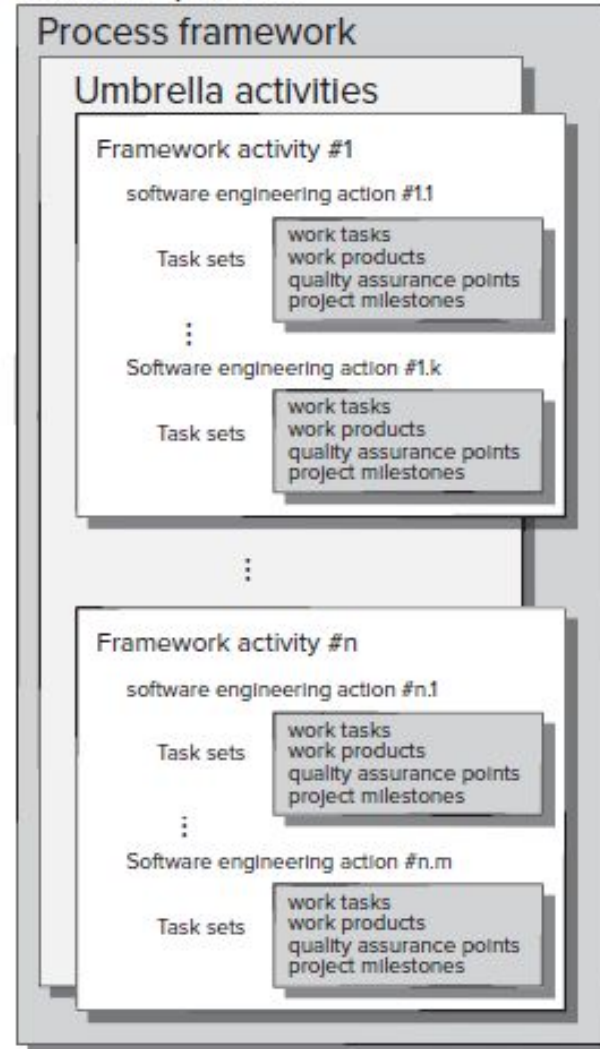 Process framework
Umbrella activities
Framework activity #1
software engineering action #1.1
Task sets
work tasks
work products
quality assurance points
project milestones
Software engineering action #1.k
Task sets
work tasks
work products
quality assurance points
project milestones
Framework activity #n
software engineering action #n.1
Task sets
work tasks
work products
quality assurance points
project milestones
Software engineering action #n.m
Task sets
work tasks
work products
quality assurance points
project milestones